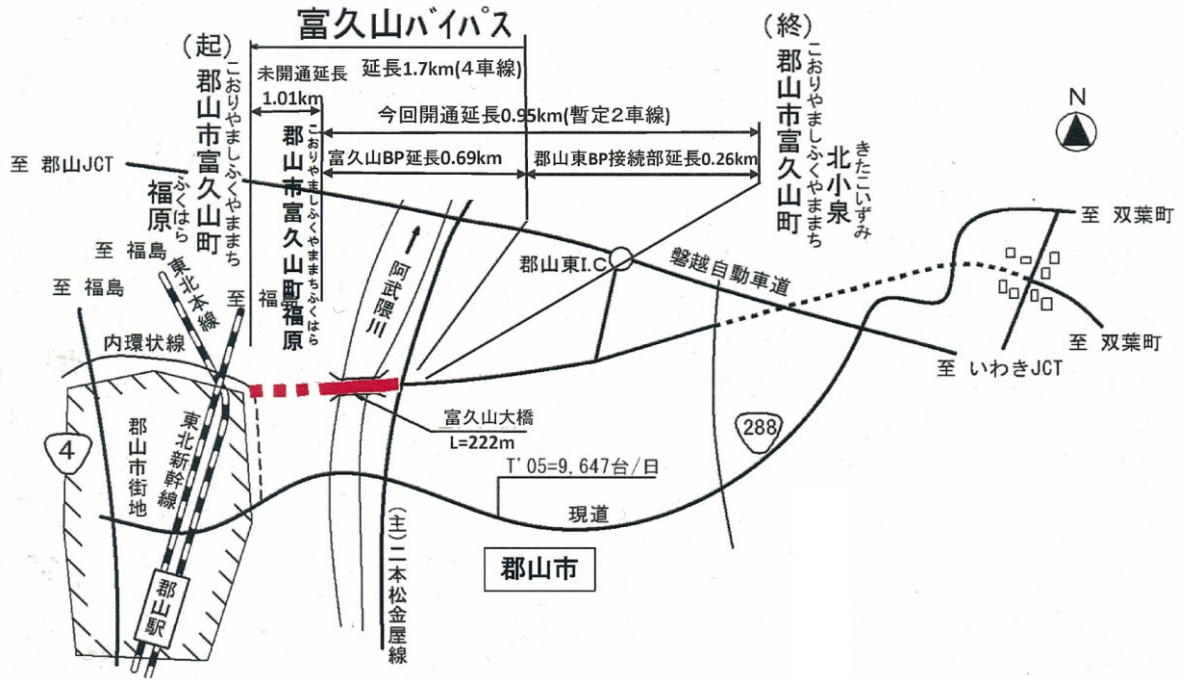 富久山バイパス
(起)
郡山市富久山町
こおりやましふくやままち
福原
ふくはら
未開通延長
1.01km
延長1.7km(4車線)
今回開通延長0.95km(暫定2車線)
富久山BP延長0.69km
郡山東BP接続部延長0.26km
郡山市富久山町福原
こおりやましふくやままちふくはら
(終)
郡山市富久山町
こおりやましふくやままち
北小泉
きたこいずみ
N
至 郡山JCT
至 福島
至 福島
至 福
東北本線
内環状線
阿武隈川
郡山東I.C
磐越自動車道
至 双葉町
至 双葉町
至 いわきJCT
4
郡山市街地
東北新幹線
富久山大橋
L=222m
288
T'05=9,647台/日
現道
(主)二本松金屋線
郡山市
郡山駅